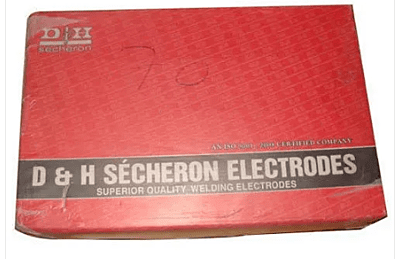 D&H
sécheron
70
AN ISO 9001 : 2000 CERTIFIED COMPANY
D & H SÉCHERON ELECTRODES
SUPERIOR QUALITY WELDING ELECTRODES